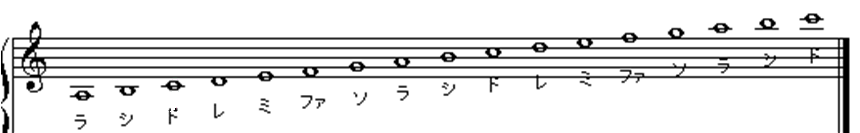 ラ シ ド レ ミ ファ ソ ラ シ ド レ ミ ファ ソ ラ シ ド